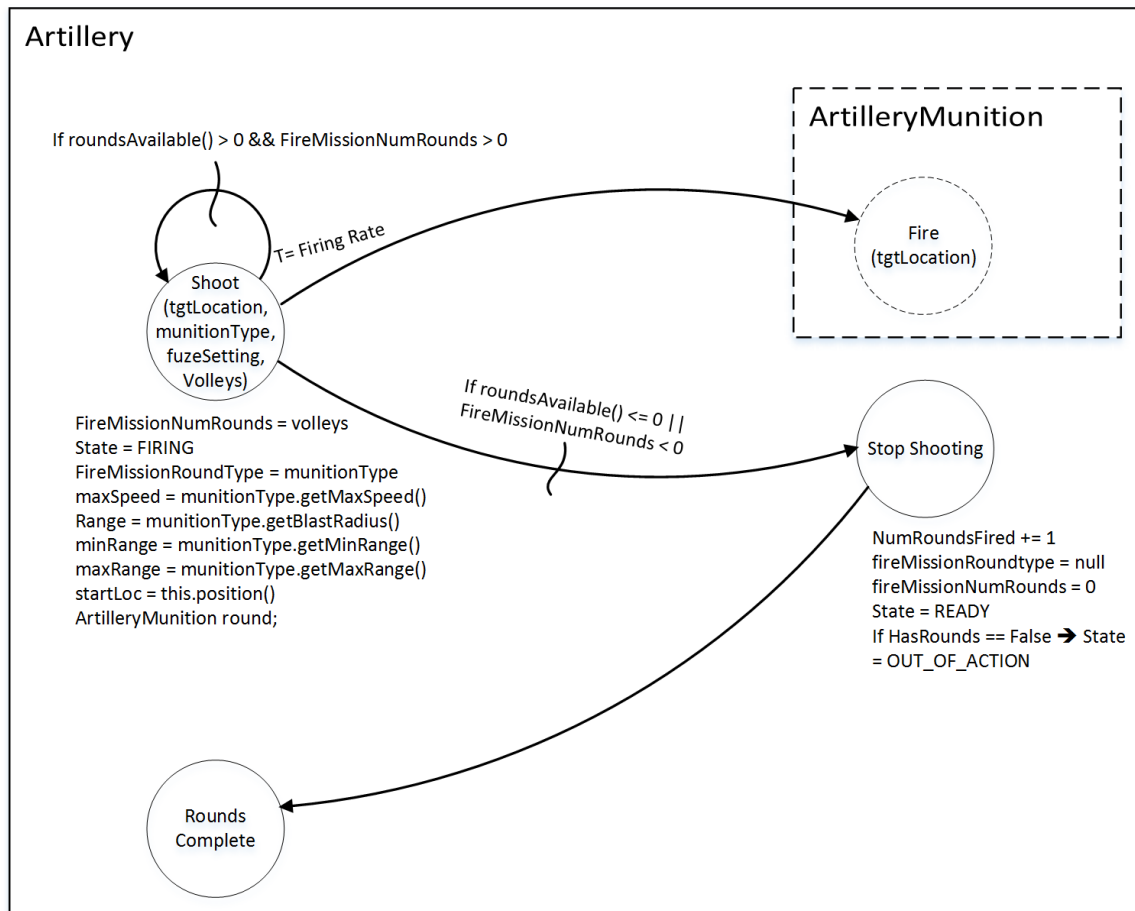 Artillery
ArtilleryMunition
If roundsAvailable() > 0 && FireMissionNumRounds > 0
T= Firing Rate
Fire
(tgtLocation)
Shoot
(tgtLocation,
munitionType,
fuzeSetting,
Volleys)
If roundsAvailable() <= 0 ||
FireMissionNumRounds < 0
Stop Shooting
FireMissionNumRounds = volleys
State = FIRING
FireMissionRoundType = munitionType
maxSpeed = munitionType.getMaxSpeed()
Range = munitionType.getBlastRadius()
minRange = munitionType.getMinRange()
maxRange = munitionType.getMaxRange()
startLoc = this.position()
ArtilleryMunition round;
NumRoundsFired += 1
fireMissionRoundtype = null
fireMissionNumRounds = 0
State = READY
If HasRounds == False ➔ State
= OUT_OF_ACTION
Rounds
Complete